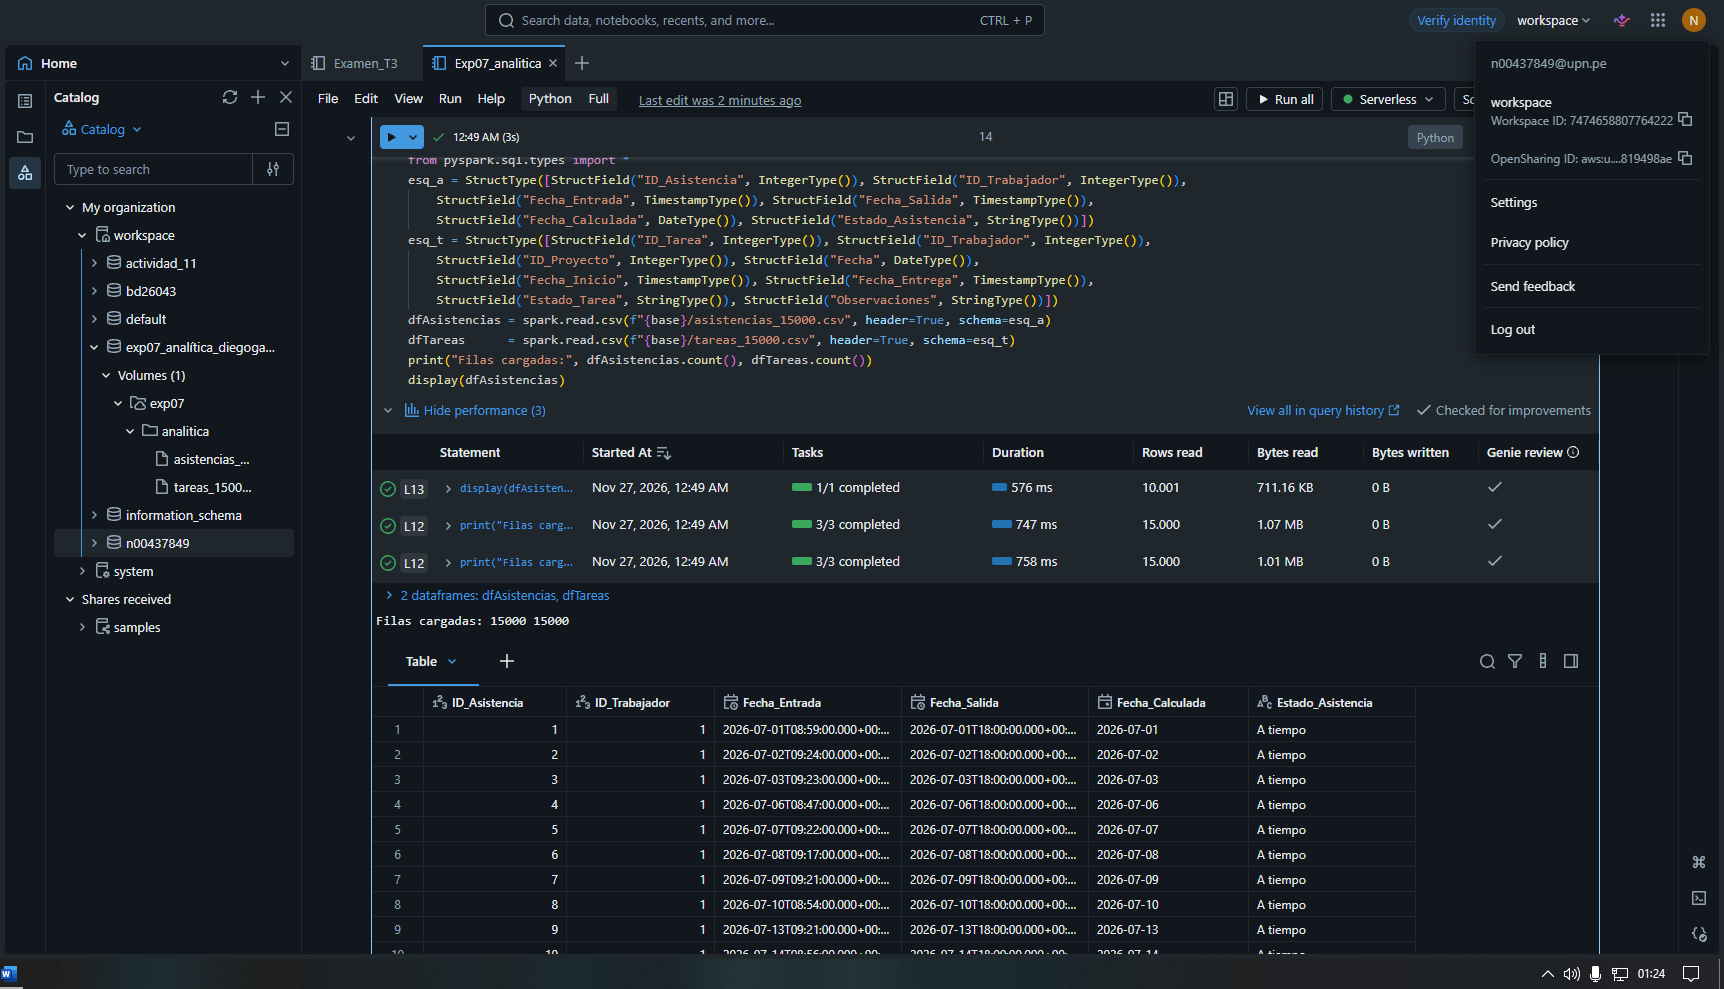 Search data, notebooks, recents, and more... CTRL + P
Verify identity workspace N
Home
Examen_T3 Exp07_analitica
n00437849@upn.pe
workspace
Workspace ID: 7474658807764222
OpenSharing ID: aws:u....819498ae
Settings
Privacy policy
Send feedback
Log out
Catalog
Catalog
Type to search
My organization
workspace
actividad_11
bd26043
default
exp07_analítica_diegoga...
Volumes (1)
exp07
analitica
asistencias_...
tareas_1500...
information_schema
n00437849
system
Shares received
samples
File Edit View Run Help Python Full Last edit was 2 minutes ago Run all Serverless Sc
12:49 AM (3s) 14 Python
from pyspark.sql.types import *
esq_a = StructType([StructField("ID_Asistencia", IntegerType()), StructField("ID_Trabajador", IntegerType()),
StructField("Fecha_Entrada", TimestampType()), StructField("Fecha_Salida", TimestampType()),
StructField("Fecha_Calculada", DateType()), StructField("Estado_Asistencia", StringType())])
esq_t = StructType([StructField("ID_Tarea", IntegerType()), StructField("ID_Trabajador", IntegerType()),
StructField("ID_Proyecto", IntegerType()), StructField("Fecha", DateType()),
StructField("Fecha_Inicio", TimestampType()), StructField("Fecha_Entrega", TimestampType()),
StructField("Estado_Tarea", StringType()), StructField("Observaciones", StringType())])
dfAsistencias = spark.read.csv(f"{base}/asistencias_15000.csv", header=True, schema=esq_a)
dfTareas = spark.read.csv(f"{base}/tareas_15000.csv", header=True, schema=esq_t)
print("Filas cargadas:", dfAsistencias.count(), dfTareas.count())
display(dfAsistencias)
Hide performance (3) View all in query history Checked for improvements
Statement Started At Tasks Duration Rows read Bytes read Bytes written Genie review
L13 display(dfAsisten... Nov 27, 2026, 12:49 AM 1/1 completed 576 ms 10.001 711.16 KB 0 B
L12 print("Filas carg... Nov 27, 2026, 12:49 AM 3/3 completed 747 ms 15.000 1.07 MB 0 B
L12 print("Filas carg... Nov 27, 2026, 12:49 AM 3/3 completed 758 ms 15.000 1.01 MB 0 B
2 dataframes: dfAsistencias, dfTareas
Filas cargadas: 15000 15000
Table
ID_Asistencia ID_Trabajador Fecha_Entrada Fecha_Salida Fecha_Calculada Estado_Asistencia
1 1 1 2026-07-01T08:59:00.000+00:... 2026-07-01T18:00:00.000+00:... 2026-07-01 A tiempo
2 2 1 2026-07-02T09:24:00.000+00:... 2026-07-02T18:00:00.000+00:... 2026-07-02 A tiempo
3 3 1 2026-07-03T09:23:00.000+00:... 2026-07-03T18:00:00.000+00:... 2026-07-03 A tiempo
4 4 1 2026-07-06T08:47:00.000+00:... 2026-07-06T18:00:00.000+00:... 2026-07-06 A tiempo
5 5 1 2026-07-07T09:22:00.000+00:... 2026-07-07T18:00:00.000+00:... 2026-07-07 A tiempo
6 6 1 2026-07-08T09:17:00.000+00:... 2026-07-08T18:00:00.000+00:... 2026-07-08 A tiempo
7 7 1 2026-07-09T09:21:00.000+00:... 2026-07-09T18:00:00.000+00:... 2026-07-09 A tiempo
8 8 1 2026-07-10T08:54:00.000+00:... 2026-07-10T18:00:00.000+00:... 2026-07-10 A tiempo
9 9 1 2026-07-13T09:21:00.000+00:... 2026-07-13T18:00:00.000+00:... 2026-07-13 A tiempo
10 10 1 2026-07-14T08:56:00.000+00:... 2026-07-14T18:00:00.000+00:... 2026-07-14 A tiempo
01:24